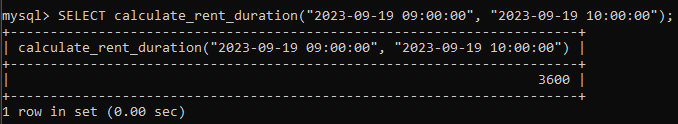 mysql> SELECT calculate_rent_duration("2023-09-19 09:00:00", "2023-09-19 10:00:00");
+-----------------------------------------------------------------------+
| calculate_rent_duration("2023-09-19 09:00:00", "2023-09-19 10:00:00") |
+-----------------------------------------------------------------------+
|                                                                  3600 |
+-----------------------------------------------------------------------+
1 row in set (0.00 sec)